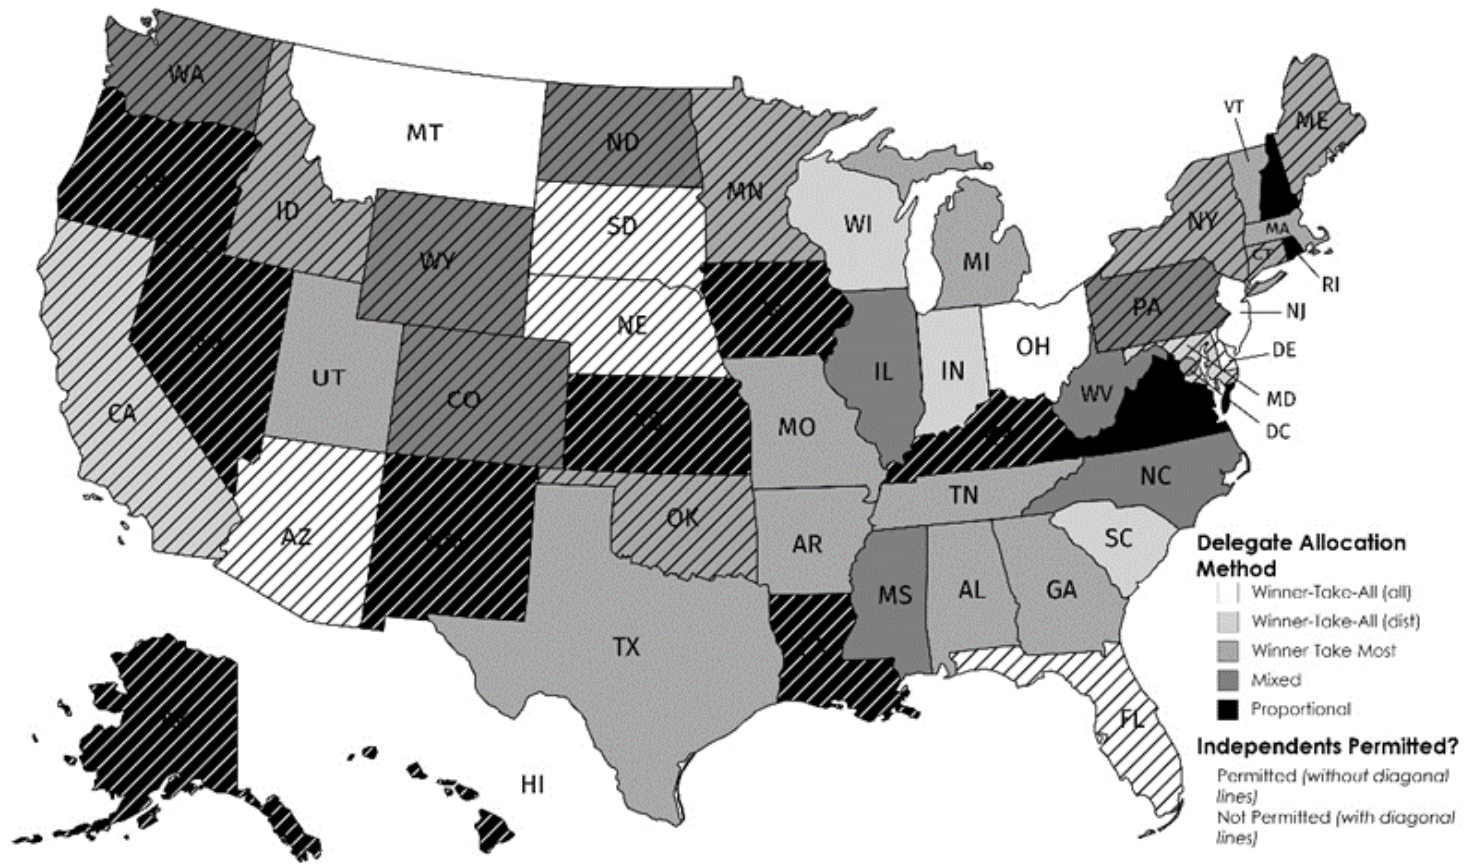 WA
MT
ND
MN
ID
SD
WY
WI
MI
VT
ME
NY
MA
CT
RI
NE
PA
NJ
OH
DE
UT
CO
IL
IN
WV
MD
CA
MO
DC
NC
TN
OK
AZ
AR
SC
MS
AL
GA
TX
FL
HI
Delegate Allocation
Method
Winner-Take-All (all)
Winner-Take-All (dist)
Winner Take Most
Mixed
Proportional
Independents Permitted?
Permitted (without diagonal
lines)
Not Permitted (with diagonal
lines)